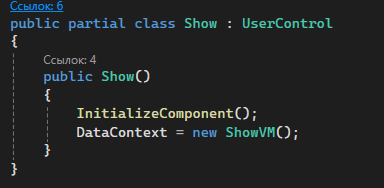 Ссылок: 6
public partial class Show : UserControl
{
Ссылок: 4
public Show()
{
InitializeComponent();
DataContext = new ShowVM();
}
}